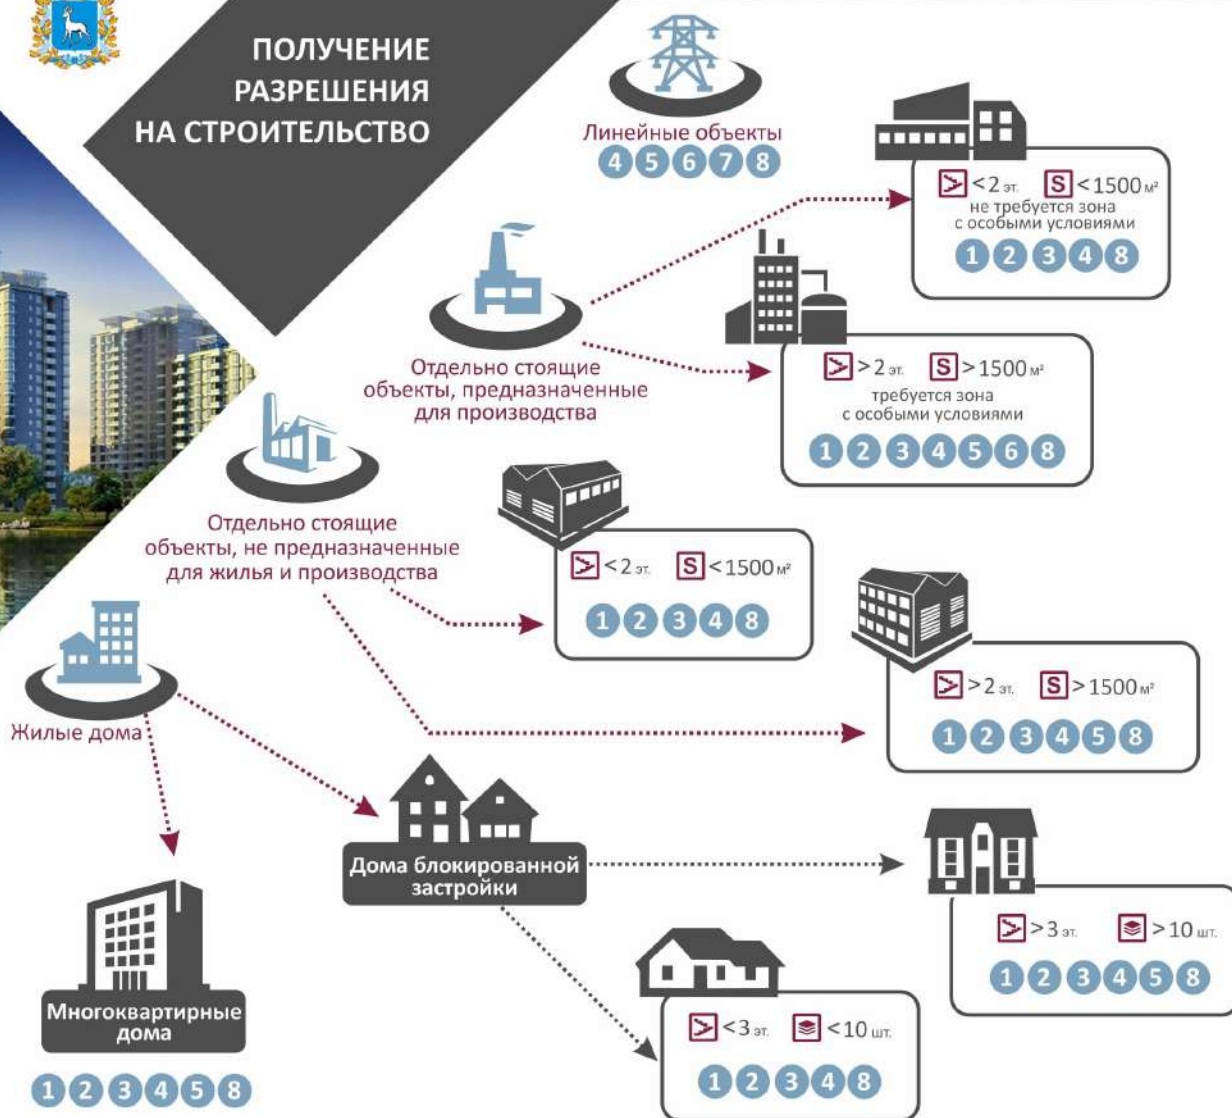 ПОЛУЧЕНИЕ
РАЗРЕШЕНИЯ
НА СТРОИТЕЛЬСТВО
Линейные объекты
4 5 6 7 8
< 2 эт. S < 1500 м²
не требуется зона
с особыми условиями
1 2 3 4 8
Отдельно стоящие
объекты, предназначенные
для производства
> 2 эт. S > 1500 м²
требуется зона
с особыми условиями
1 2 3 4 5 6 8
Отдельно стоящие
объекты, не предназначенные
для жилья и производства
< 2 эт. S < 1500 м²
1 2 3 4 8
> 2 эт. S > 1500 м²
1 2 3 4 5 8
Жилые дома
Дома блокированной
застройки
> 3 эт. > 10 шт.
1 2 3 4 5 8
Многоквартирные
дома
1 2 3 4 5 8
< 3 эт. < 10 шт.
1 2 3 4 8